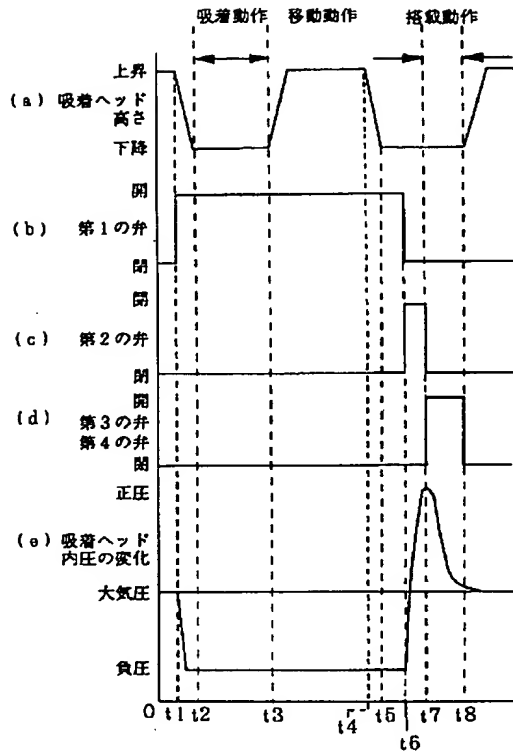 吸着動作 移動動作 搭載動作
上昇
(a) 吸着ヘッド
高さ
下降
開
(b) 第1の弁
閉
開
(c) 第2の弁
閉
開
(d) 第3の弁
第4の弁
閉
正圧
(e) 吸着ヘッド
内圧の変化
大気圧
負圧
0 t1 t2 t3 t4 t5 t6 t7 t8